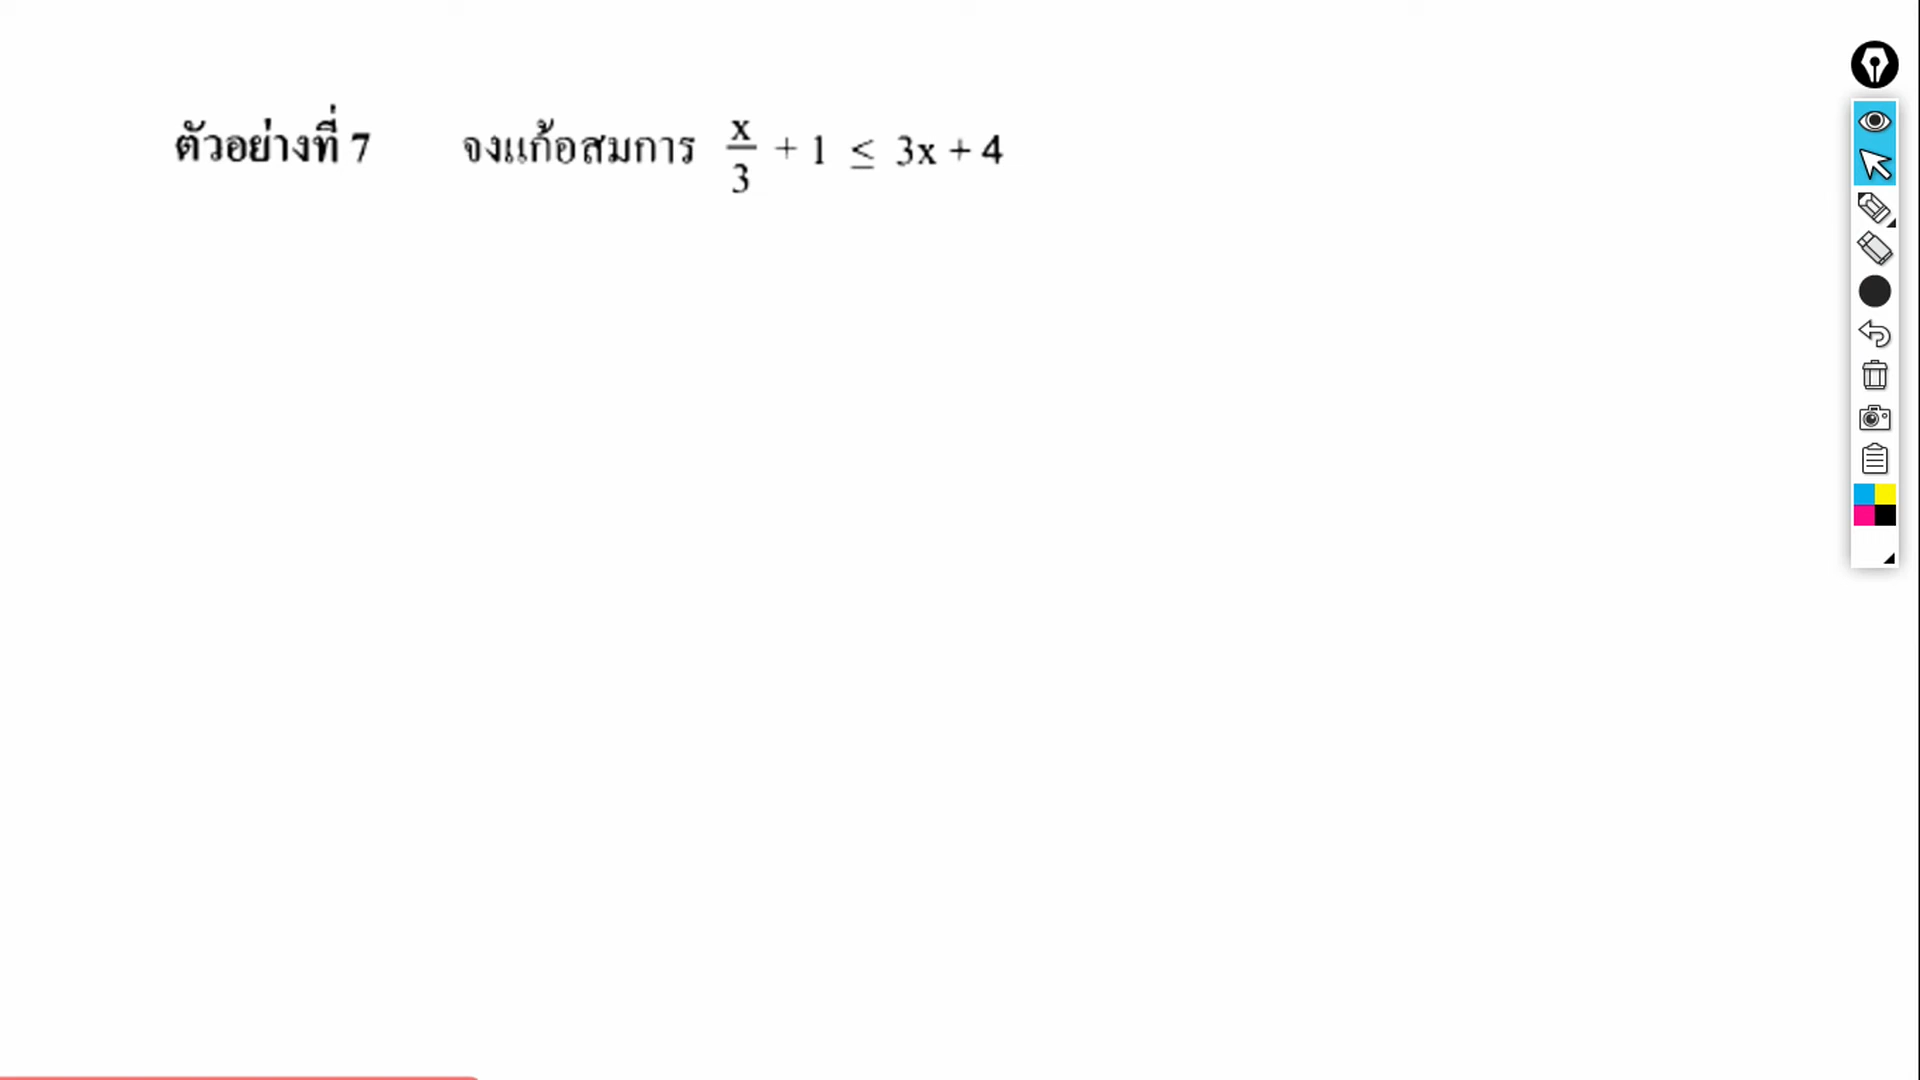 ตัวอย่างที่ 7 จงแก้อสมการ x/3 + 1 ≤ 3x + 4